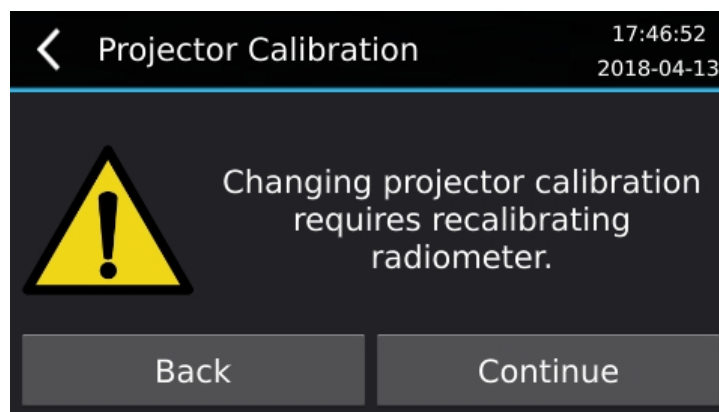 Projector Calibration
17:46:52
2018-04-13
Changing projector calibration
requires recalibrating
radiometer.
Back
Continue